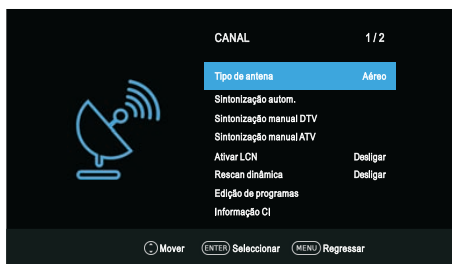 CANAL 1/2
Tipo de antena Aéreo
Sintonização autom.
Sintonização manual DTV
Sintonização manual ATV
Ativar LCN Desligar
Rescan dinâmica Desligar
Edição de programas
Informação CI
Mover ENTER Seleccionar MENU Regressar